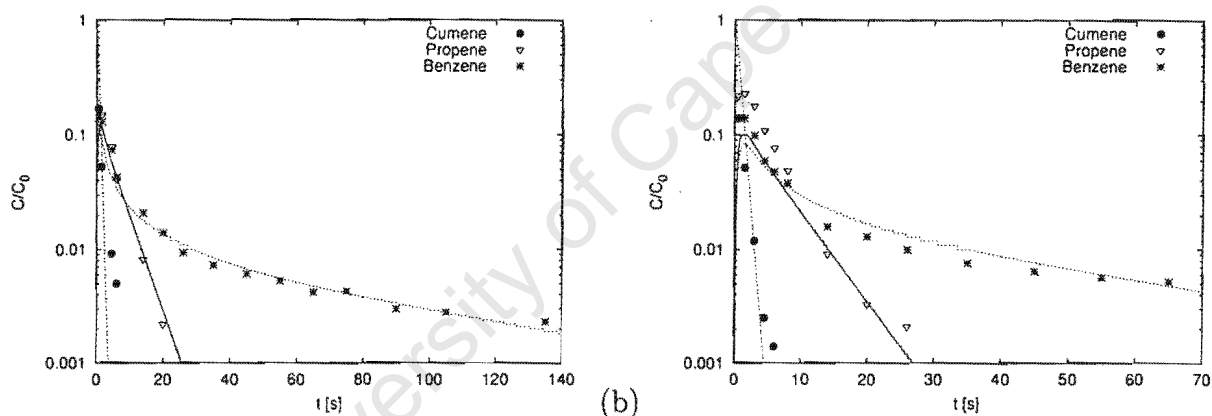 Cumene
Propene
Benzene
1
0.1
0.01
0.001
C/C₀
0 20 40 60 80 100 120 140
t [s]
(b)
Cumene
Propene
Benzene
1
0.1
0.01
0.001
C/C₀
0 10 20 30 40 50 60 70
t [s]
University of Cape